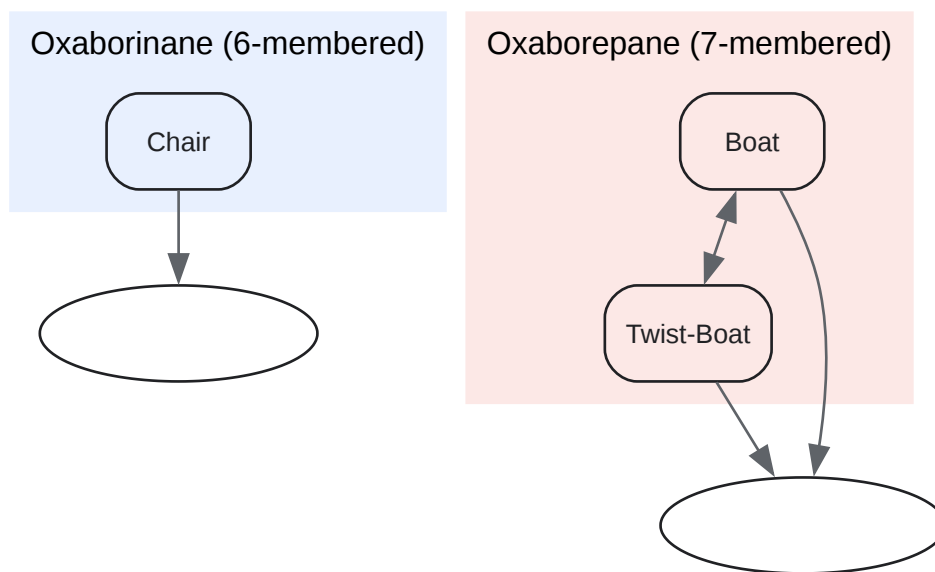 Oxaborinane (6-membered)
Chair
Oxaborepane (7-membered)
Boat
Twist-Boat